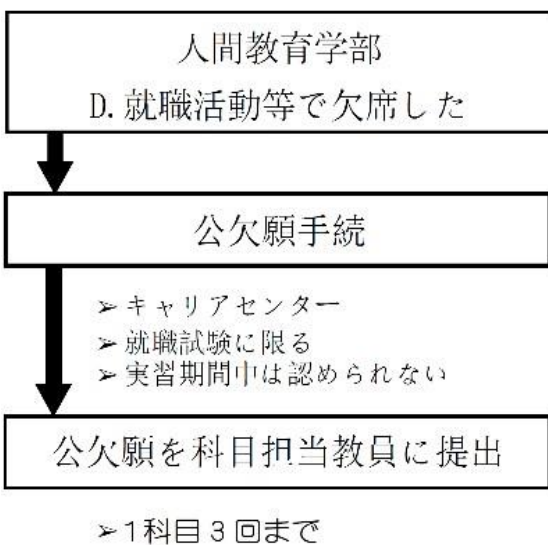 人間教育学部
D.就職活動等で欠席した
公欠願手続
➢キャリアセンター
➢就職試験に限る
➢実習期間中は認められない
公欠願を科目担当教員に提出
➢1科目3回まで